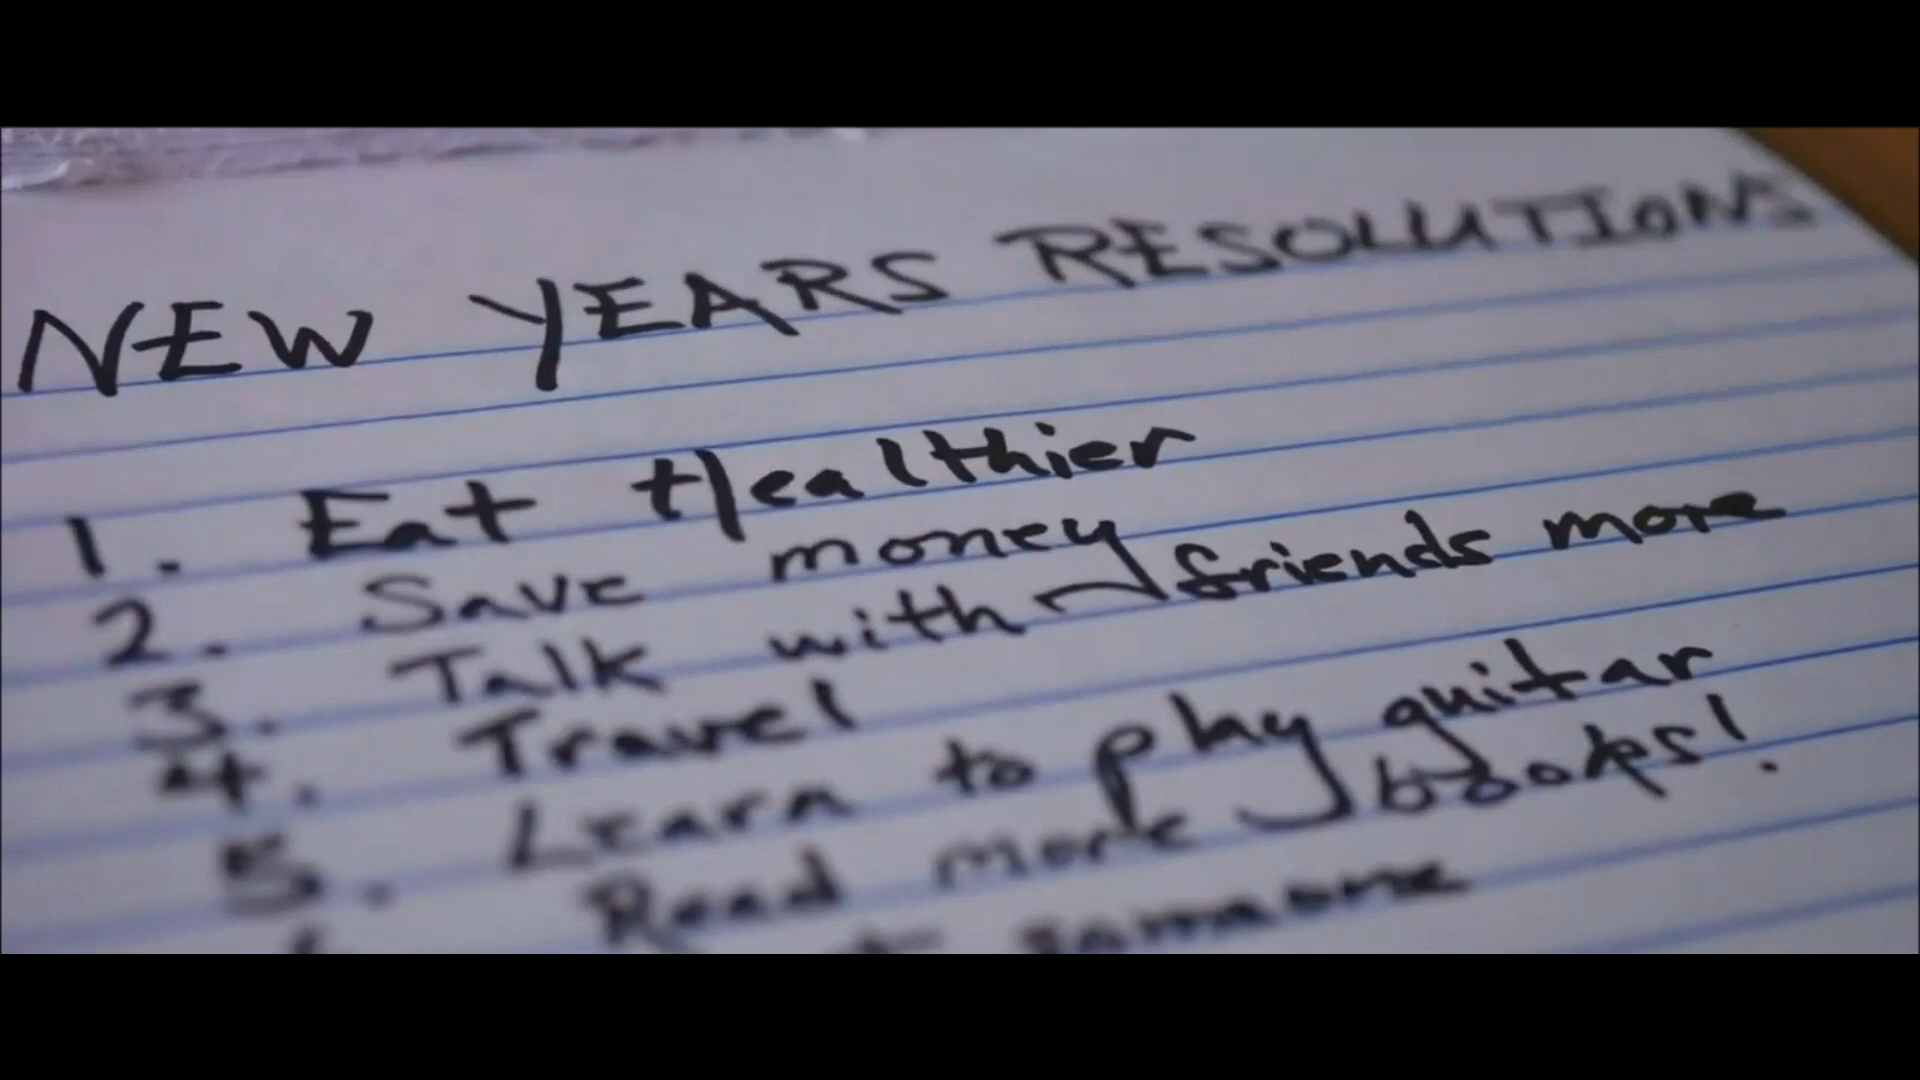 NEW YEARS RESOLUTIONS
1. Eat Healthier
2. Save money
3. Talk with friends more
4. Travel
5. Learn to play guitar
Read more books!
someone